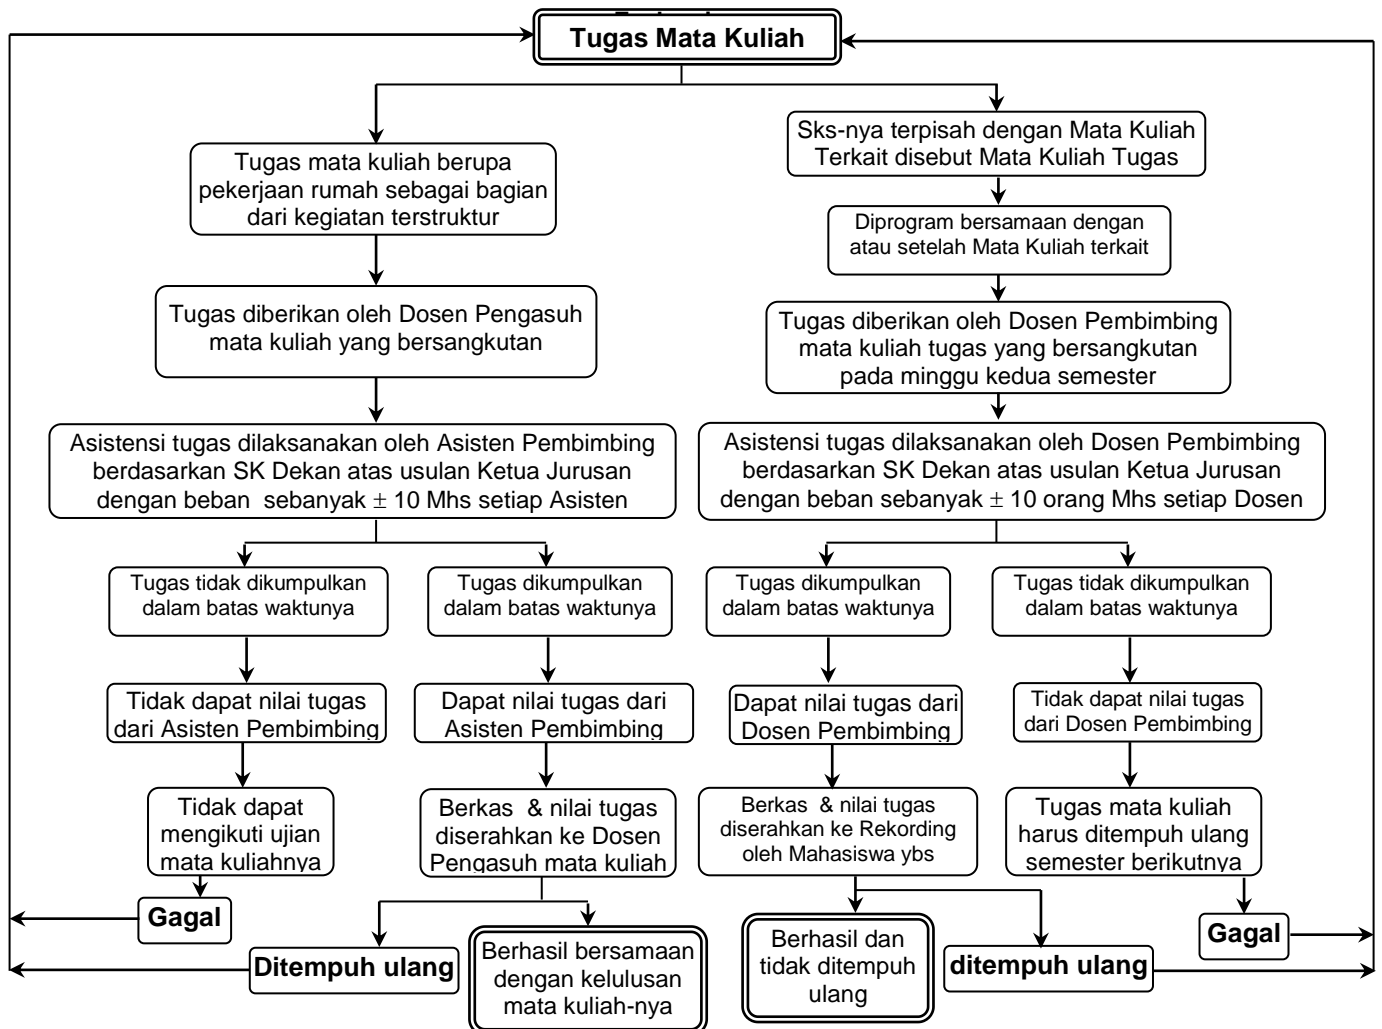 Tugas Mata Kuliah
Tugas mata kuliah berupa
pekerjaan rumah sebagai bagian
dari kegiatan terstruktur
Sks-nya terpisah dengan Mata Kuliah
Terkait disebut Mata Kuliah Tugas
Diprogram bersamaan dengan
atau setelah Mata Kuliah terkait
Tugas diberikan oleh Dosen Pengasuh
mata kuliah yang bersangkutan
Tugas diberikan oleh Dosen Pembimbing
mata kuliah tugas yang bersangkutan
pada minggu kedua semester
Asistensi tugas dilaksanakan oleh Asisten Pembimbing
berdasarkan SK Dekan atas usulan Ketua Jurusan
dengan beban sebanyak ± 10 Mhs setiap Asisten
Asistensi tugas dilaksanakan oleh Dosen Pembimbing
berdasarkan SK Dekan atas usulan Ketua Jurusan
dengan beban sebanyak ± 10 orang Mhs setiap Dosen
Tugas tidak dikumpulkan
dalam batas waktunya
Tugas dikumpulkan
dalam batas waktunya
Tugas dikumpulkan
dalam batas waktunya
Tugas tidak dikumpulkan
dalam batas waktunya
Tidak dapat nilai tugas
dari Asisten Pembimbing
Dapat nilai tugas dari
Asisten Pembimbing
Dapat nilai tugas dari
Dosen Pembimbing
Tidak dapat nilai tugas
dari Dosen Pembimbing
Tidak dapat
mengikuti ujian
mata kuliahnya
Berkas & nilai tugas
diserahkan ke Dosen
Pengasuh mata kuliah
Berkas & nilai tugas
diserahkan ke Rekording
oleh Mahasiswa ybs
Tugas mata kuliah
harus ditempuh ulang
semester berikutnya
Gagal
Ditempuh ulang
Berhasil bersamaan
dengan kelulusan
mata kuliah-nya
Berhasil dan
tidak ditempuh
ulang
ditempuh ulang
Gagal